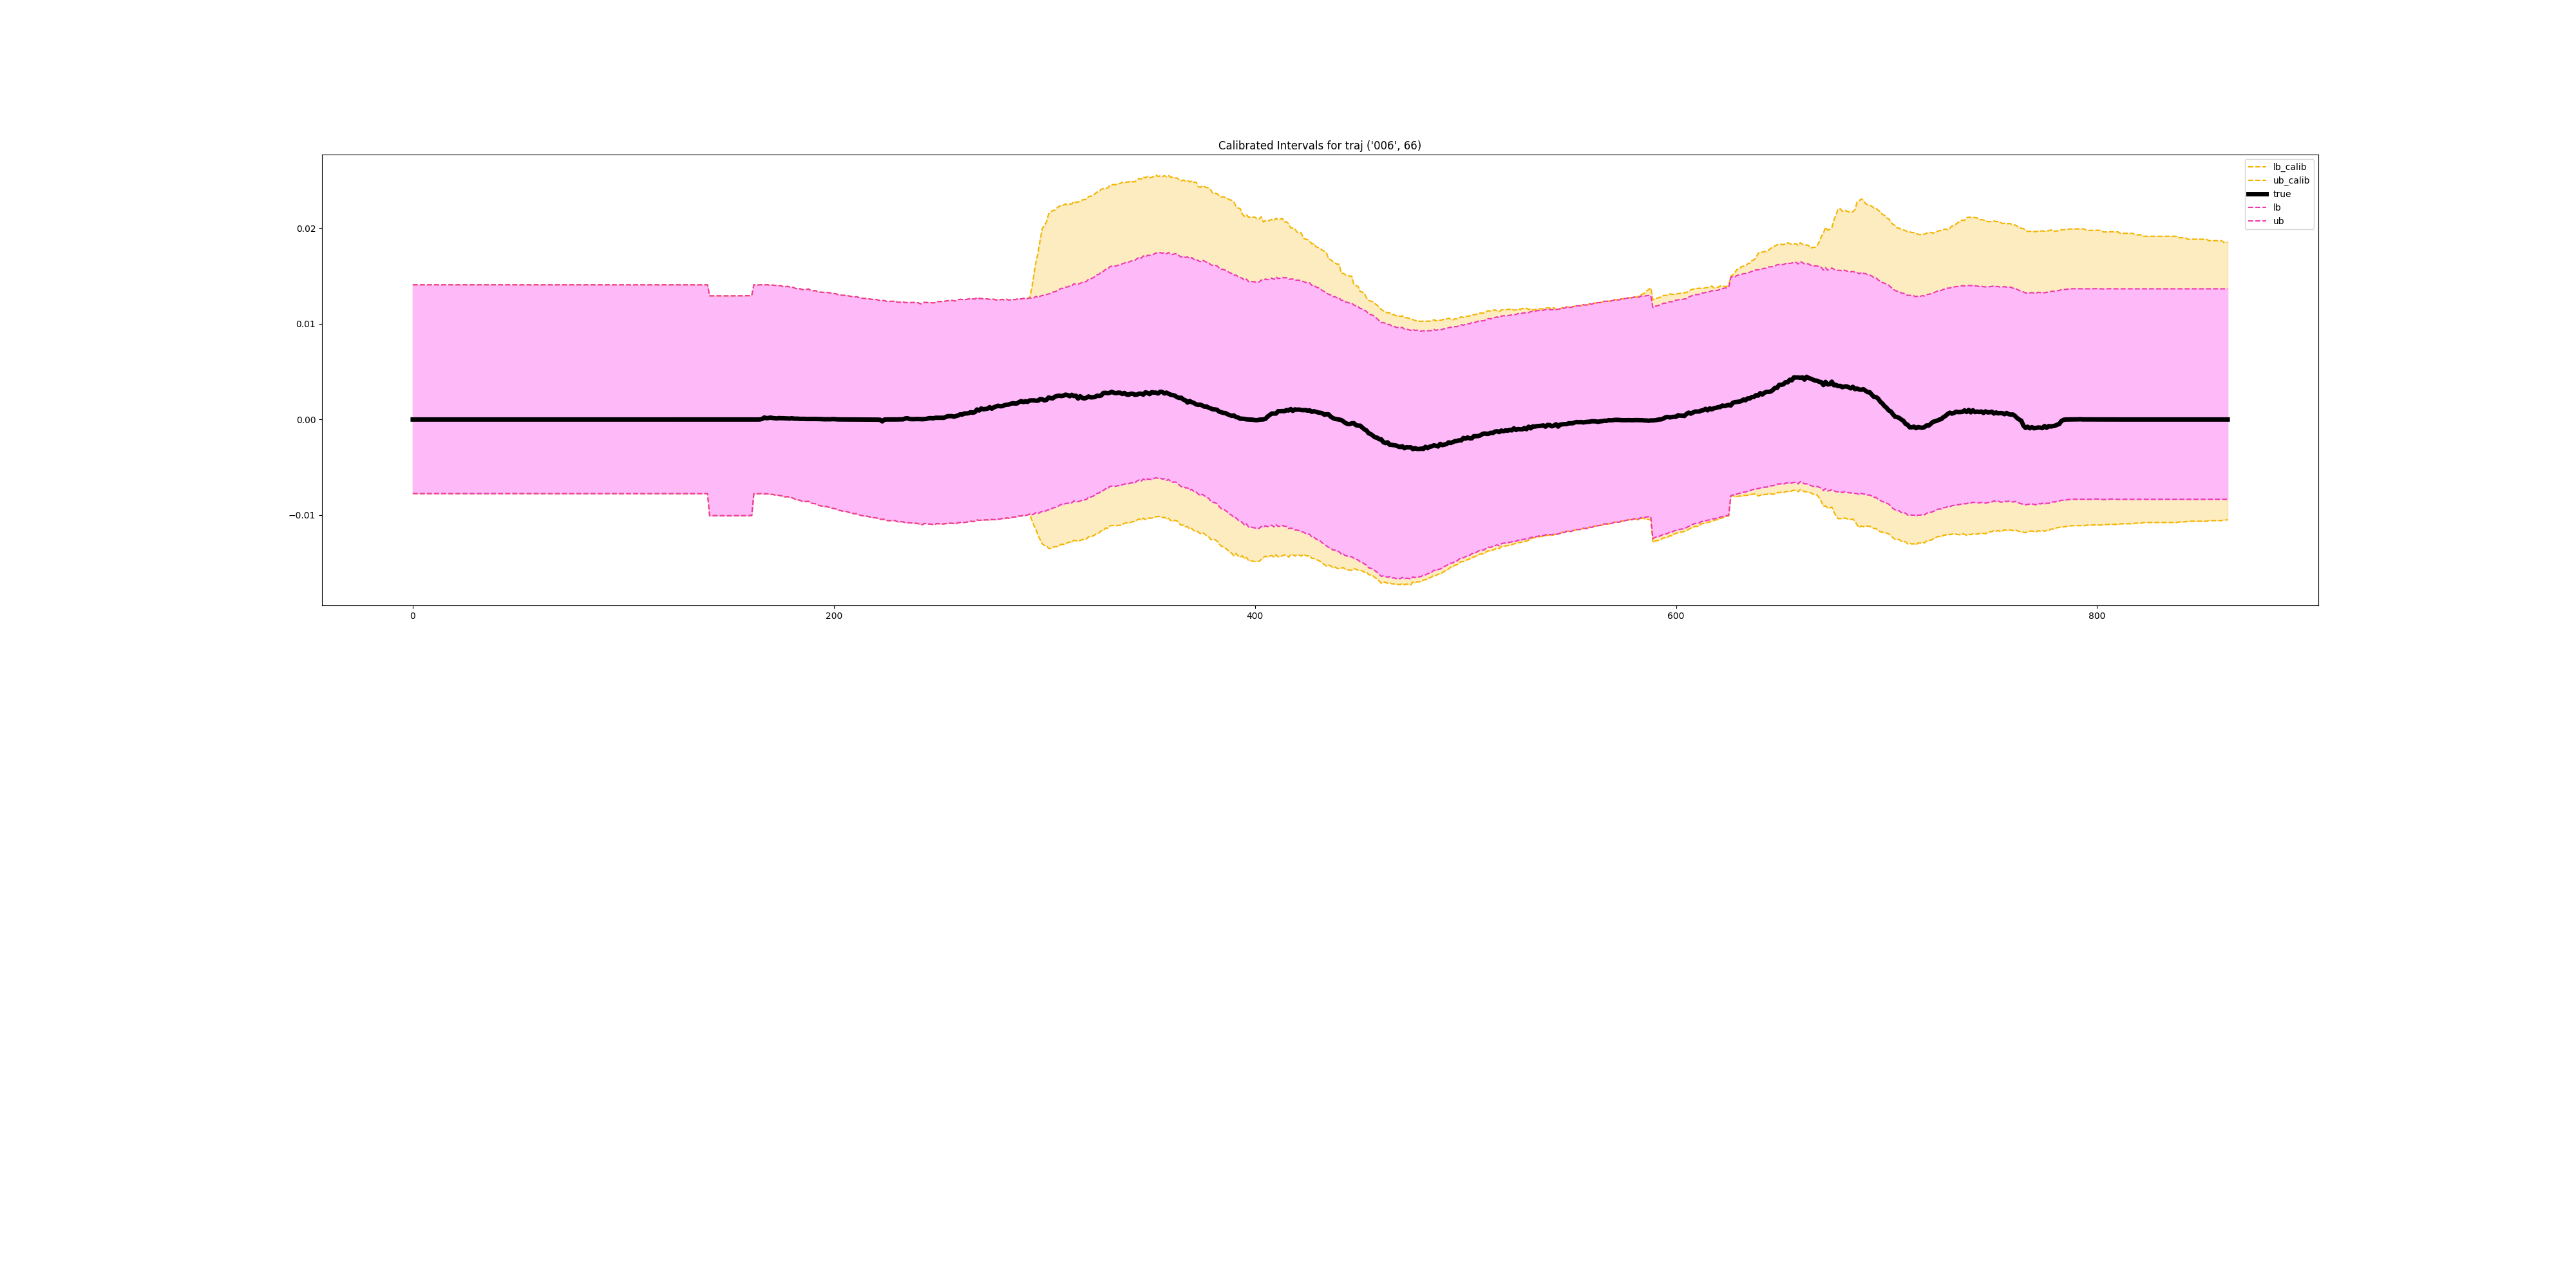 Calibrated Intervals for traj ('006', 66)
lb_calib
ub_calib
true
lb
ub
0.02
0.01
0.00
−0.01
0 200 400 600 800